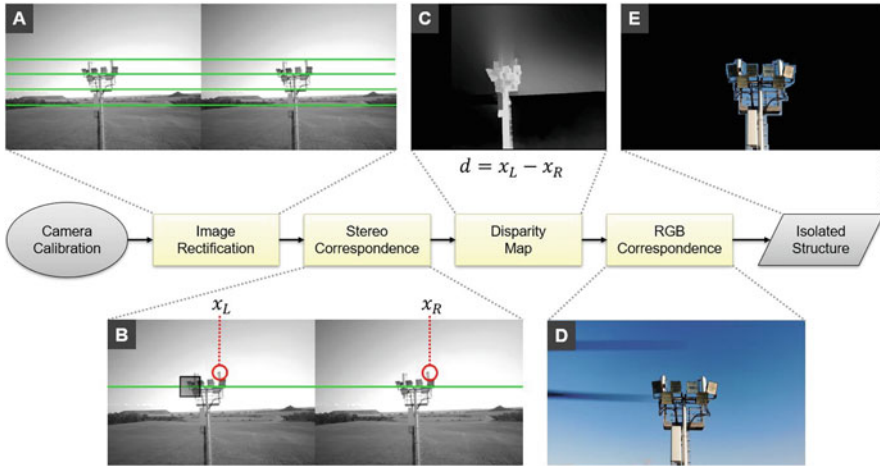 A
C
E
d = x_L − x_R
Camera
Calibration
Image
Rectification
Stereo
Correspondence
Disparity
Map
RGB
Correspondence
Isolated
Structure
x_L
x_R
B
D